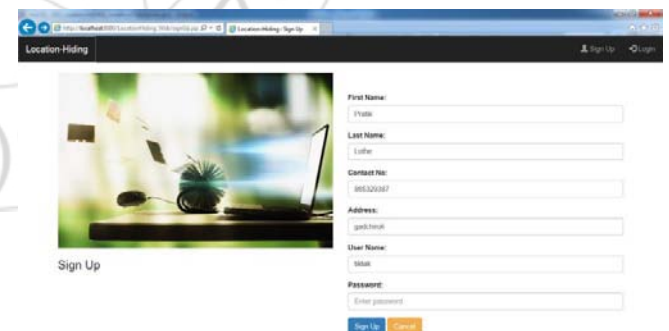 Location-Hiding : Sign Up
Location-Hiding
Sign Up
Login
First Name:
Pratik
Last Name:
Lothe
Contact No:
Address:
gadchiroli
User Name:
Password:
Enter password
Sign Up
Cancel
Sign Up